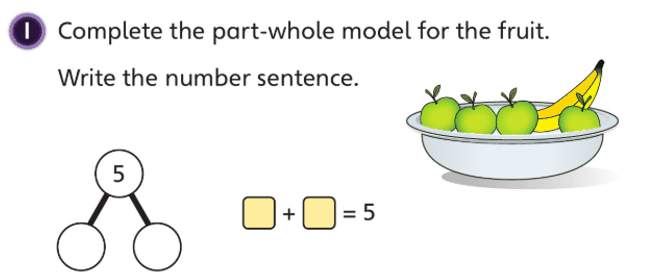 1 Complete the part-whole model for the fruit.
Write the number sentence.
5
+ = 5